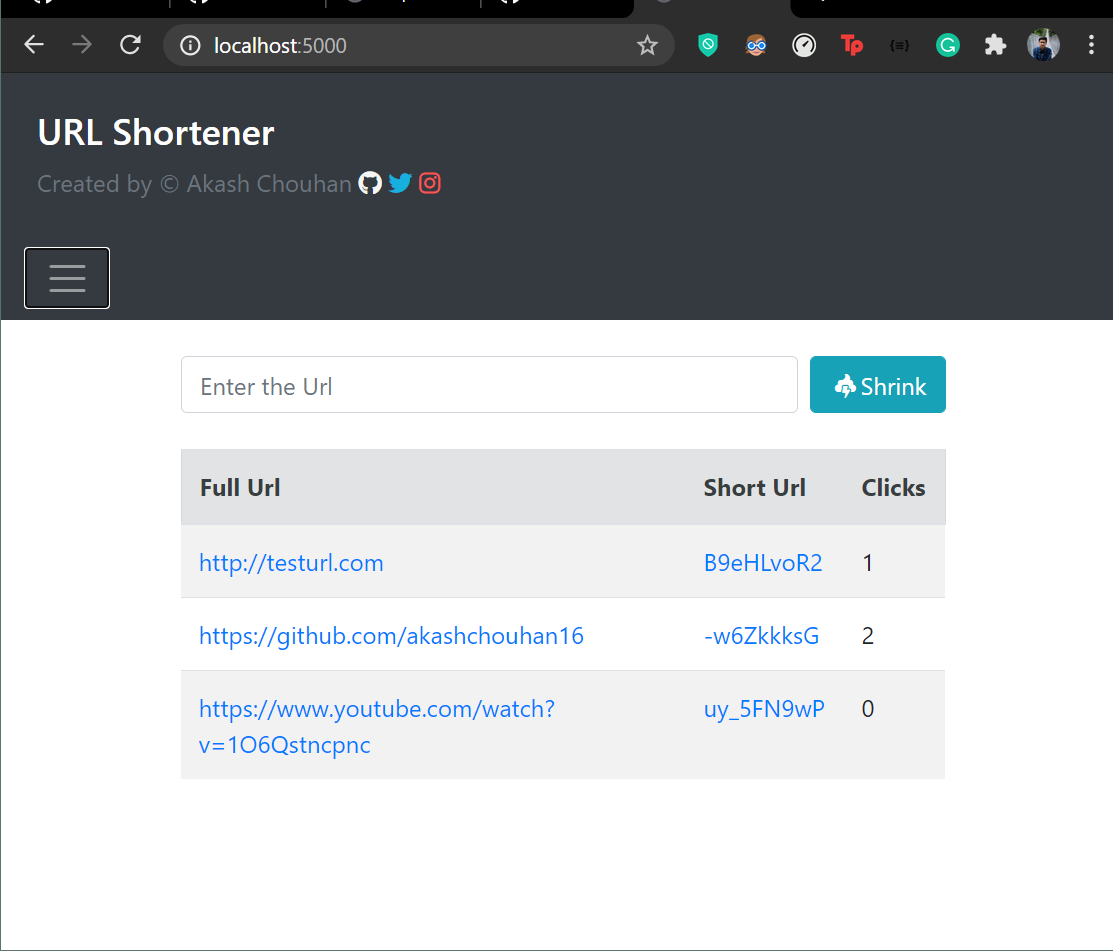 localhost:5000
URL Shortener
Created by © Akash Chouhan
Enter the Url
Shrink
Full Url Short Url Clicks
http://testurl.com B9eHLvoR2 1
https://github.com/akashchouhan16 -w6ZkkksG 2
https://www.youtube.com/watch? uy_5FN9wP 0
v=1O6Qstncpnc